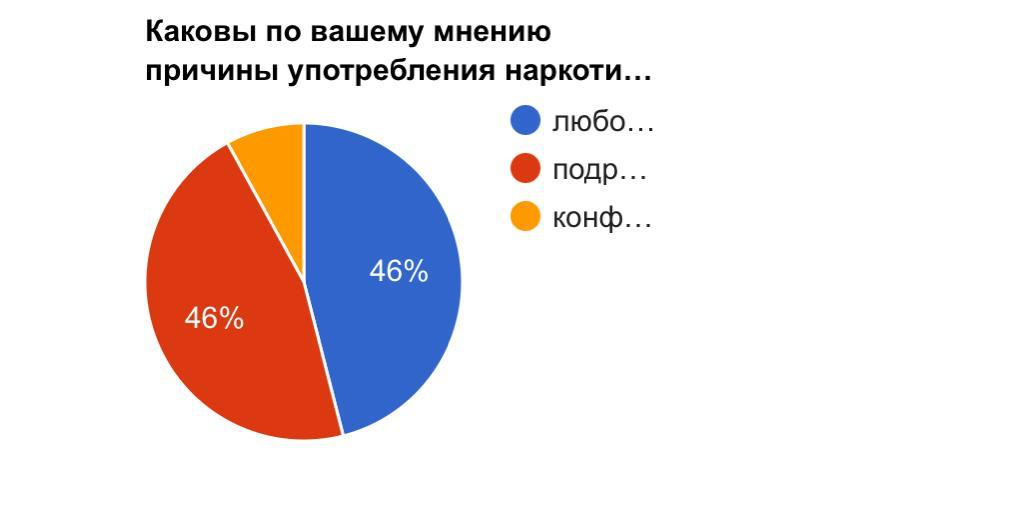 Каковы по вашему мнению
причины употребления наркоти…
любо…
подр…
конф…
46%
46%